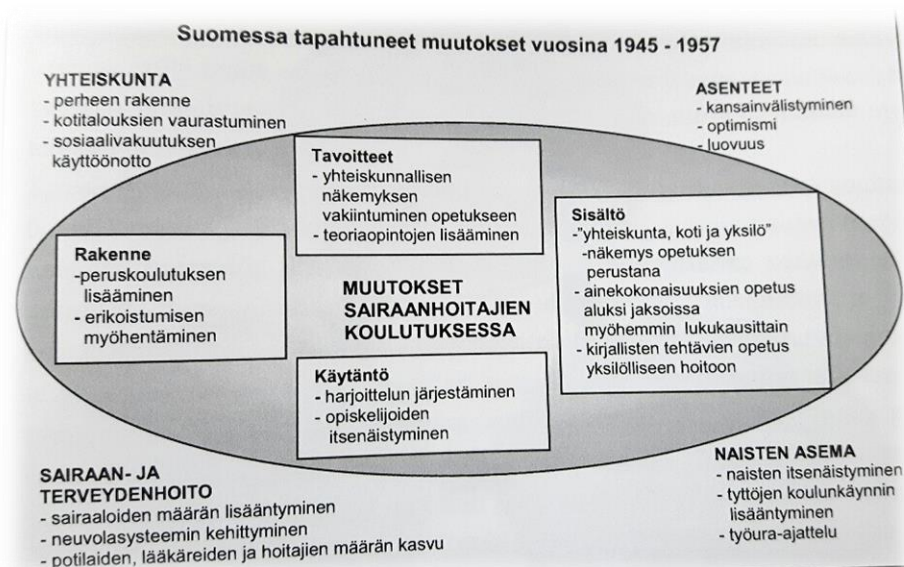 Suomessa tapahtuneet muutokset vuosina 1945 - 1957
YHTEISKUNTA
- perheen rakenne
- kotitalouksien vaurastuminen
- sosiaalivakuutuksen
käyttöönotto
ASENTEET
- kansainvälistyminen
- optimismi
- luovuus
Tavoitteet
- yhteiskunnallisen
näkemyksen
vakiintuminen opetukseen
- teoriaopintojen lisääminen
Rakenne
-peruskoulutuksen
lisääminen
- erikoistumisen
myöhentäminen
MUUTOKSET
SAIRAANHOITAJIEN
KOULUTUKSESSA
Sisältö
-"yhteiskunta, koti ja yksilö"
-näkemys opetuksen
perustana
- ainekokonaisuuksien opetus
aluksi jaksoissa
myöhemmin lukukausittain
- kirjallisten tehtävien opetus
yksilölliseen hoitoon
Käytäntö
- harjoittelun järjestäminen
- opiskelijoiden
itsenäistyminen
SAIRAAN- JA
TERVEYDENHOITO
- sairaaloiden määrän lisääntyminen
- neuvolasysteemin kehittyminen
- potilaiden, lääkäreiden ja hoitajien määrän kasvu
NAISTEN ASEMA
- naisten itsenäistyminen
- tyttöjen koulunkäynnin
lisääntyminen
- työura-ajattelu